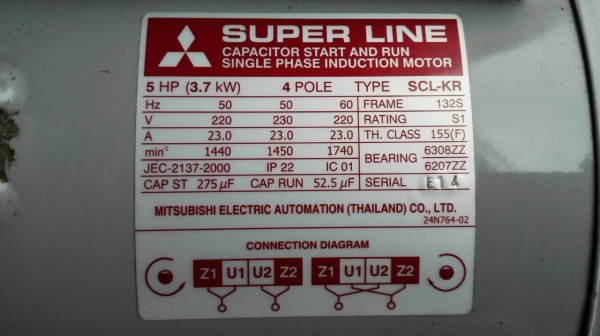 SUPER LINE
CAPACITOR START AND RUN
SINGLE PHASE INDUCTION MOTOR
5 HP (3.7 kW) 4 POLE TYPE SCL-KR
Hz 50 50 60 FRAME 132S
V 220 230 220 RATING S1
A 23.0 23.0 23.0 TH. CLASS 155(F)
min⁻¹ 1440 1450 1740 BEARING 6308ZZ
JEC-2137-2000 IP 22 IC 01 6207ZZ
CAP ST 275 µF CAP RUN 52.5 µF SERIAL E14
MITSUBISHI ELECTRIC AUTOMATION (THAILAND) CO., LTD.
24N764-02
CONNECTION DIAGRAM
Z1 U1 U2 Z2 Z1 U1 U2 Z2